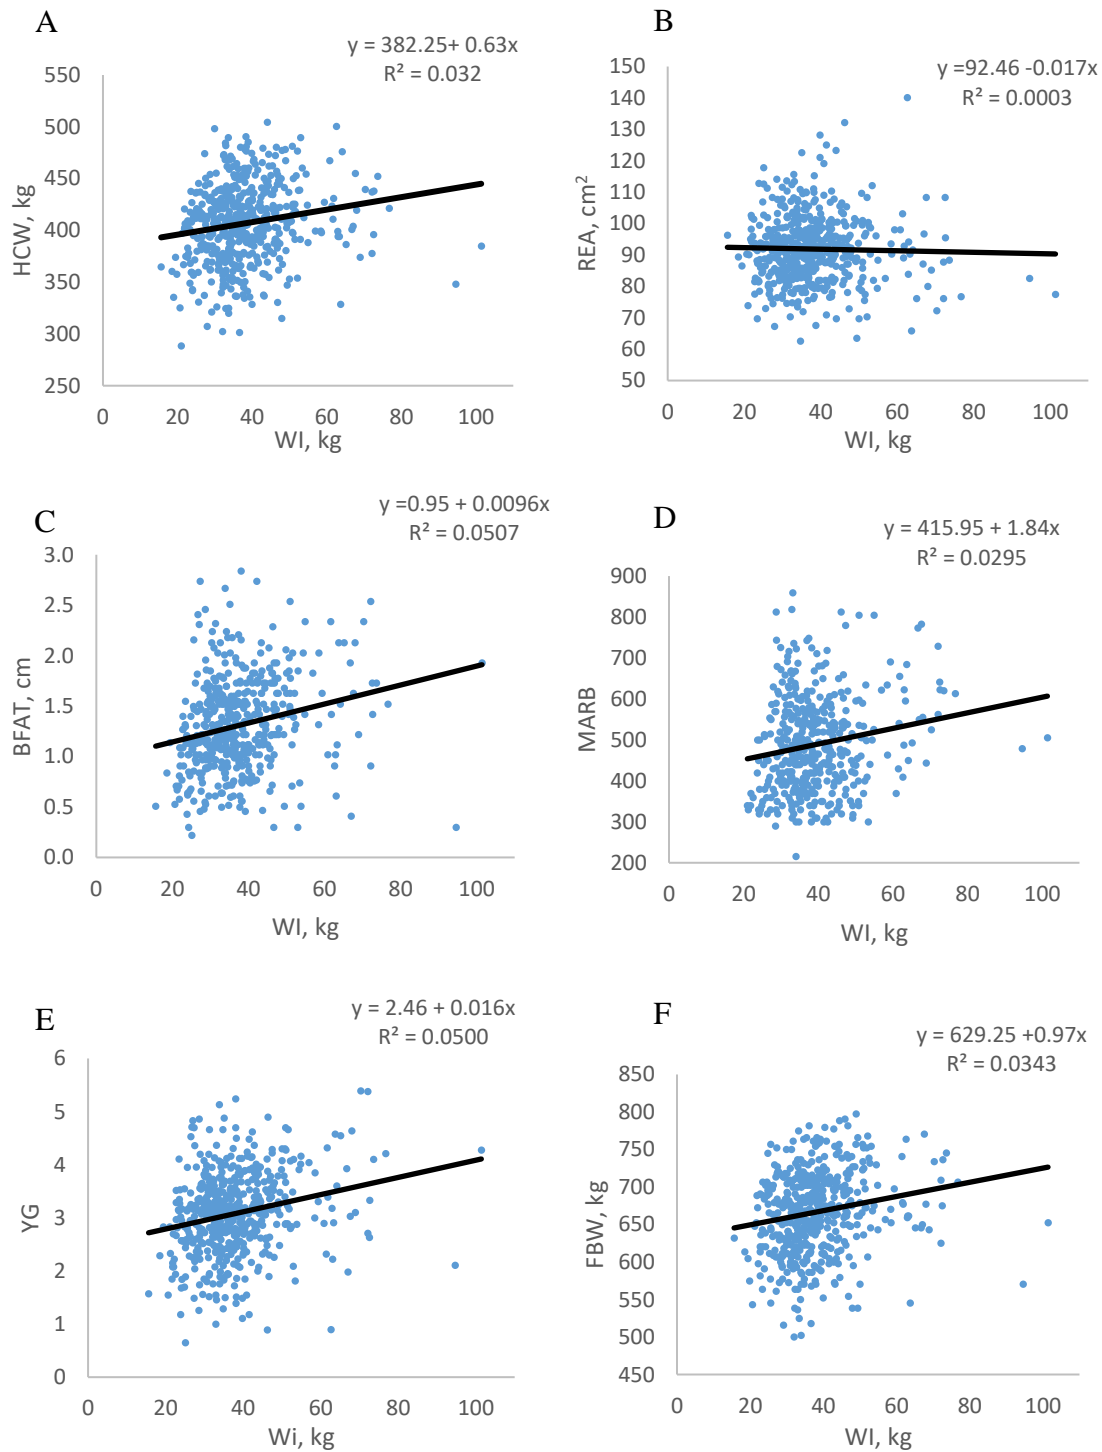 A
y = 382.25+ 0.63x
R² = 0.032
550
500
450
400
350
300
250
HCW, kg
0 20 40 60 80 100
WI, kg
B
y =92.46 -0.017x
R² = 0.0003
150
140
130
120
110
100
90
80
70
60
50
REA, cm²
0 20 40 60 80 100
WI, kg
C
y =0.95 + 0.0096x
R² = 0.0507
3.0
2.5
2.0
1.5
1.0
0.5
0.0
BFAT, cm
0 20 40 60 80 100
WI, kg
D
y = 415.95 + 1.84x
R² = 0.0295
900
800
700
600
500
400
300
200
MARB
0 20 40 60 80 100
WI, kg
E
y = 2.46 + 0.016x
R² = 0.0500
6
5
4
3
2
1
0
YG
0 20 40 60 80 100
Wi, kg
F
y = 629.25 +0.97x
R² = 0.0343
850
800
750
700
650
600
550
500
450
FBW, kg
0 20 40 60 80 100
WI, kg